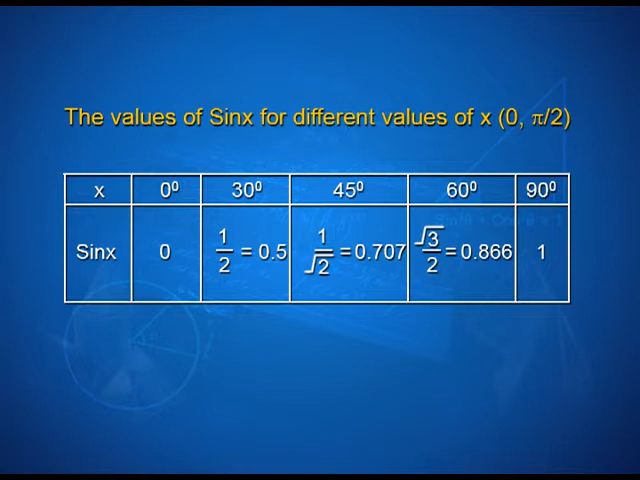 The values of Sinx for different values of x (0, π/2)
x 0⁰ 30⁰ 45⁰ 60⁰ 90⁰
Sinx 0 1/2 = 0.5 1/√2 = 0.707 √3/2 = 0.866 1